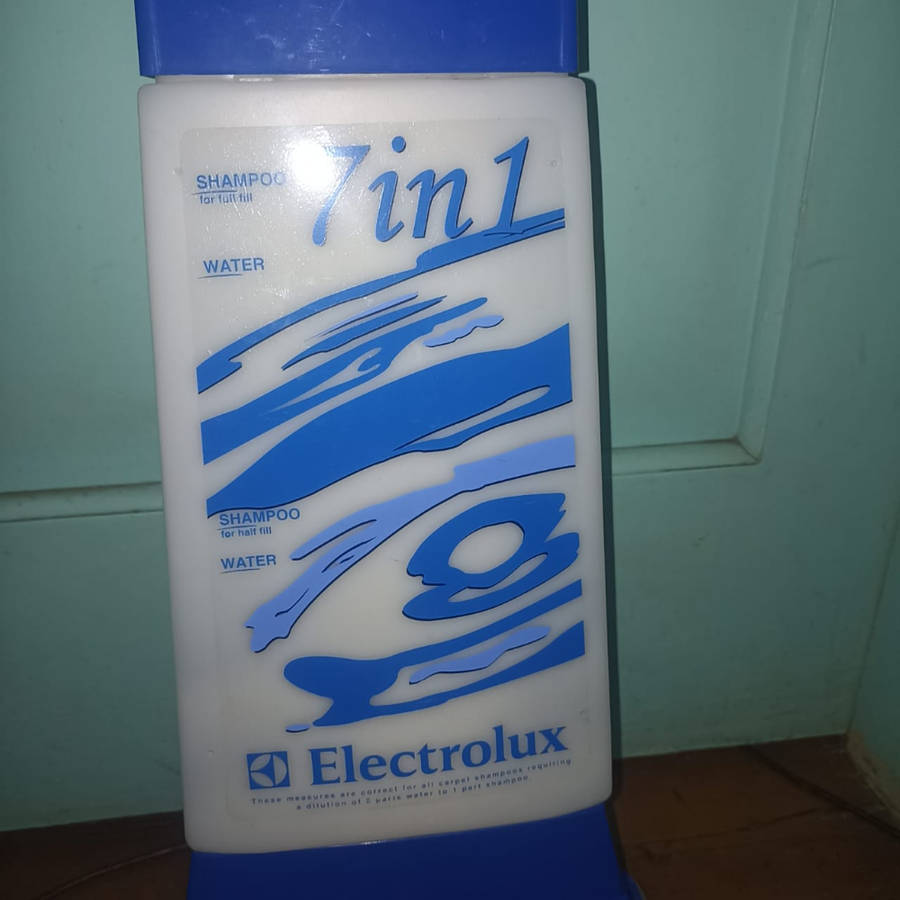 7in1
SHAMPOO
for full fill
WATER
SHAMPOO
for half fill
WATER
Electrolux
These measures are correct for all carpet shampoos requiring
a dilution of 2 parts water to 1 part shampoo